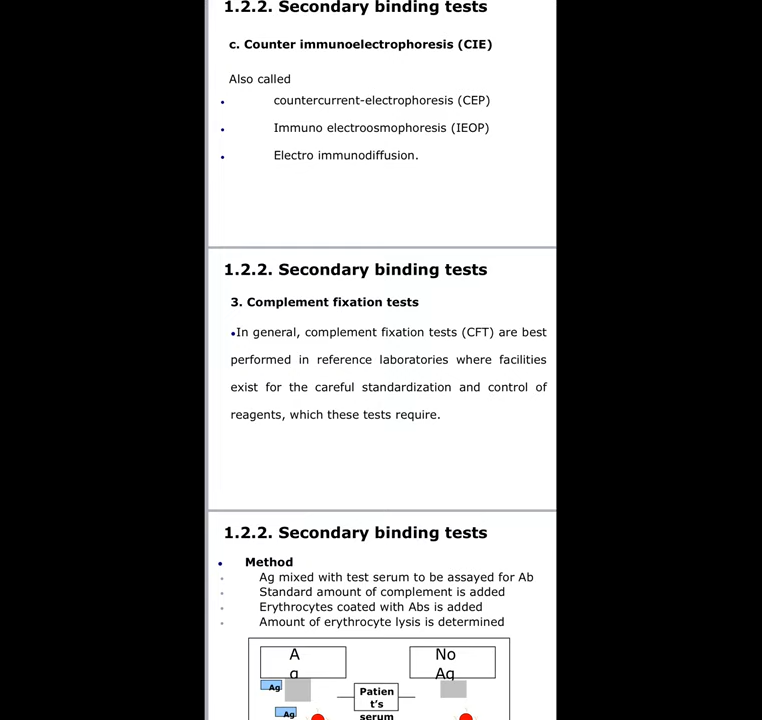 1.2.2. Secondary binding tests
c. Counter immunoelectrophoresis (CIE)
Also called
• countercurrent-electrophoresis (CEP)
• Immuno electroosmophoresis (IEOP)
• Electro immunodiffusion.
1.2.2. Secondary binding tests
3. Complement fixation tests
•In general, complement fixation tests (CFT) are best
performed in reference laboratories where facilities
exist for the careful standardization and control of
reagents, which these tests require.
1.2.2. Secondary binding tests
• Method
• Ag mixed with test serum to be assayed for Ab
• Standard amount of complement is added
• Erythrocytes coated with Abs is added
• Amount of erythrocyte lysis is determined
A
g
No
Ag
Ag
Patien
t's
serum
Ag